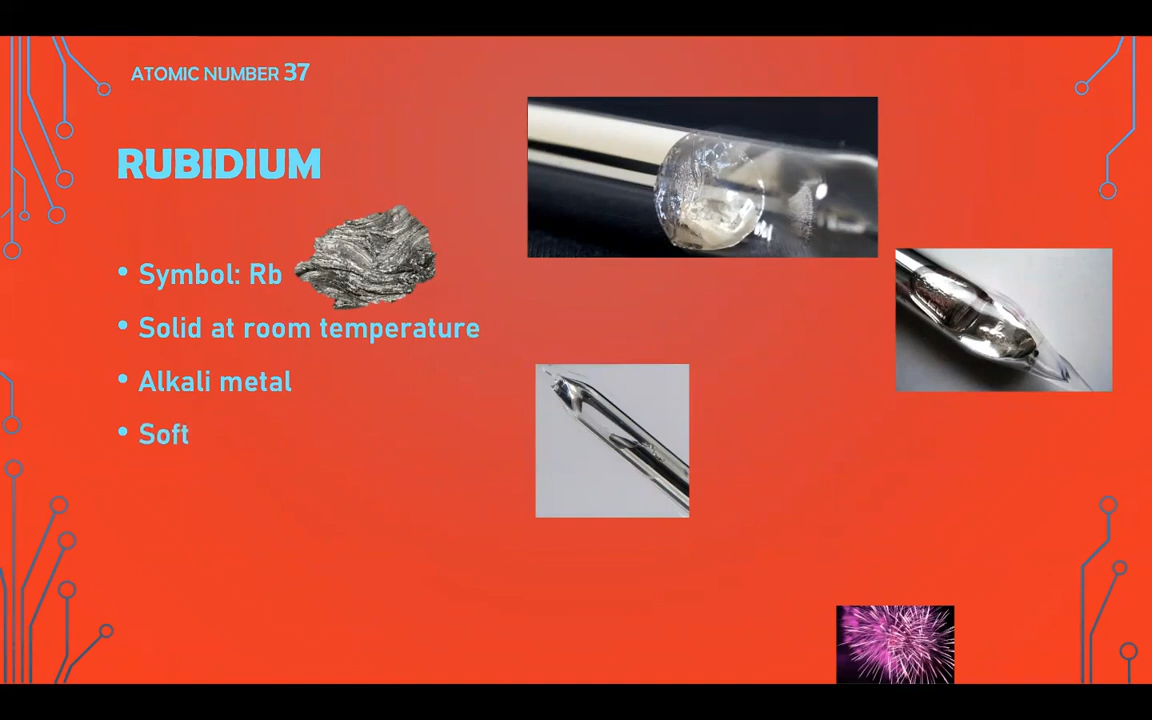 ATOMIC NUMBER 37
RUBIDIUM
• Symbol: Rb
• Solid at room temperature
• Alkali metal
• Soft